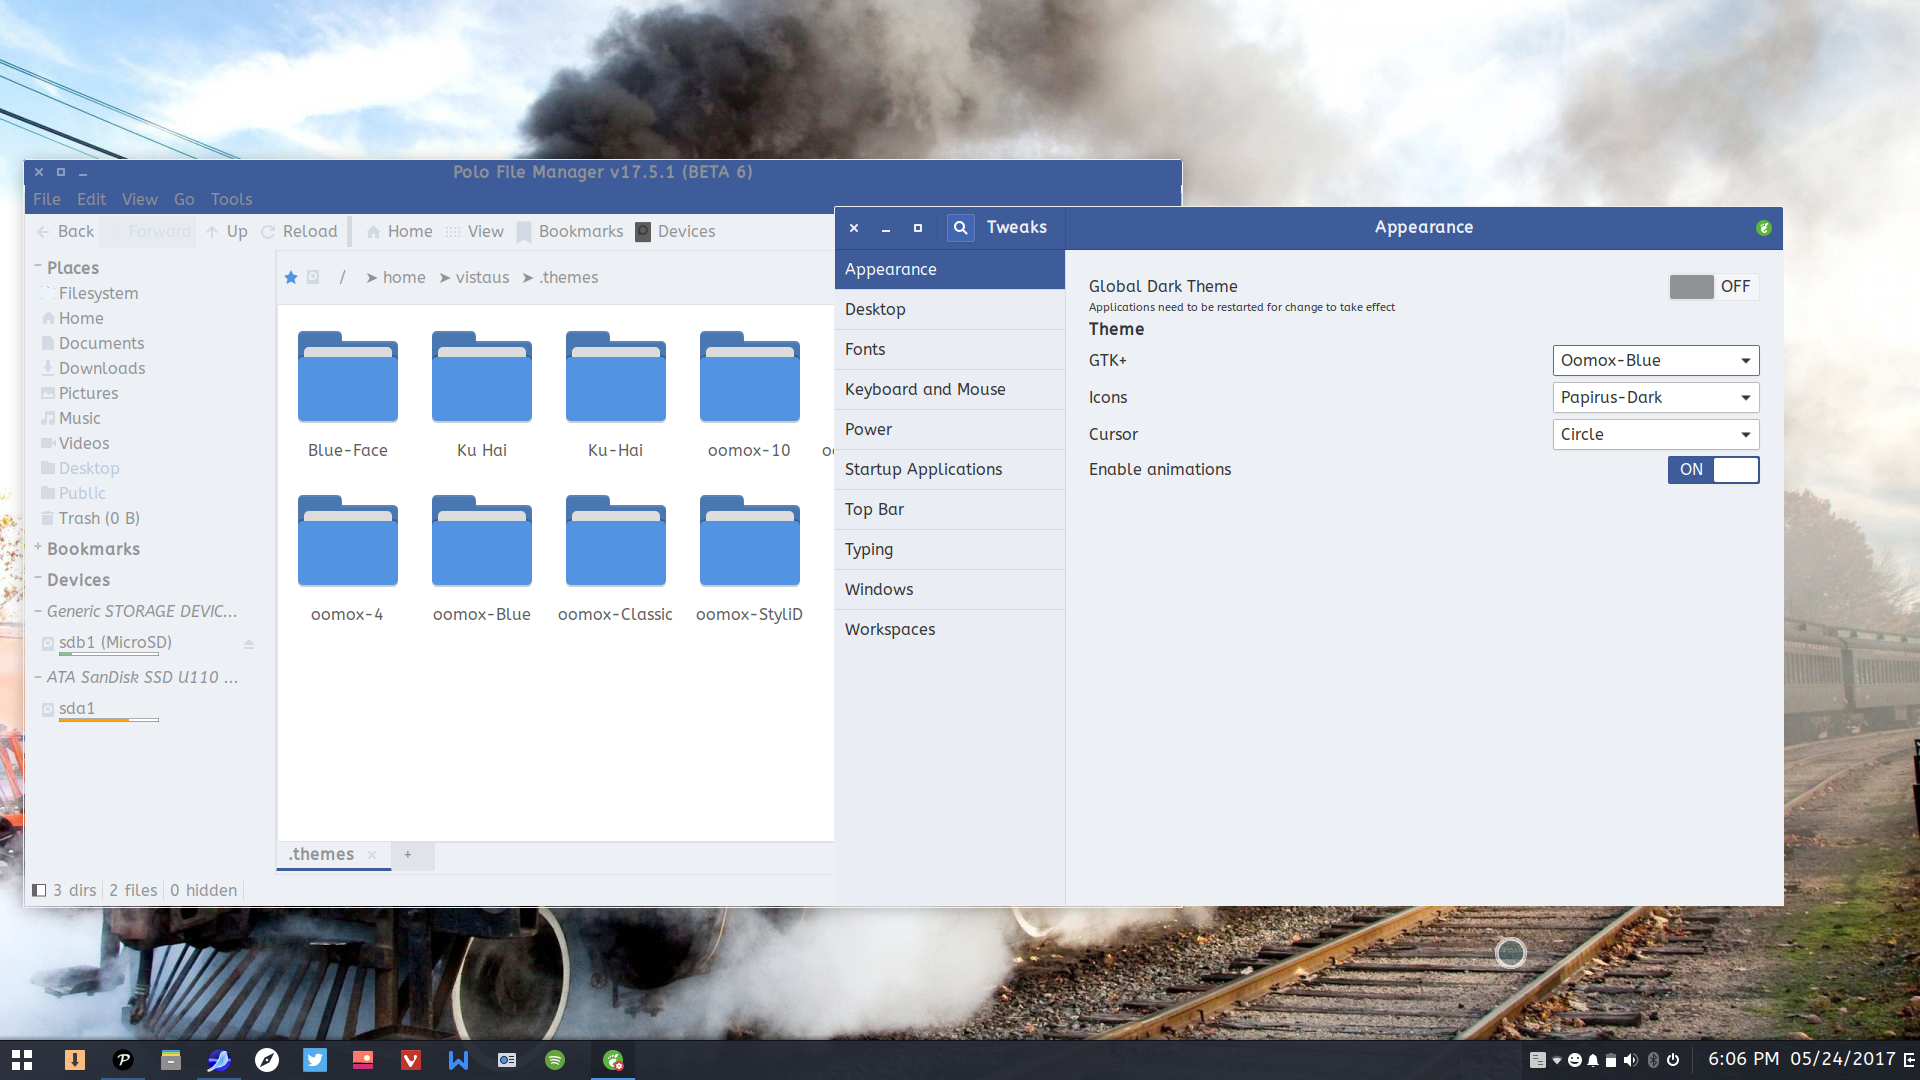 Polo File Manager v17.5.1 (BETA 6)
File Edit View Go Tools
Back Forward Up Reload Home View Bookmarks Devices
Places
Filesystem
Home
Documents
Downloads
Pictures
Music
Videos
Desktop
Public
Trash (0 B)
Bookmarks
Devices
Generic STORAGE DEVIC...
sdb1 (MicroSD)
ATA SanDisk SSD U110 ...
sda1
/ ➤ home ➤ vistaus ➤ .themes
Blue-Face Ku Hai Ku-Hai oomox-10
oomox-4 oomox-Blue oomox-Classic oomox-StyliD
.themes × +
3 dirs 2 files 0 hidden
Tweaks
Appearance
Appearance
Desktop
Fonts
Keyboard and Mouse
Power
Startup Applications
Top Bar
Typing
Windows
Workspaces
Global Dark Theme OFF
Applications need to be restarted for change to take effect
Theme
GTK+ Oomox-Blue
Icons Papirus-Dark
Cursor Circle
Enable animations ON
6:06 PM 05/24/2017